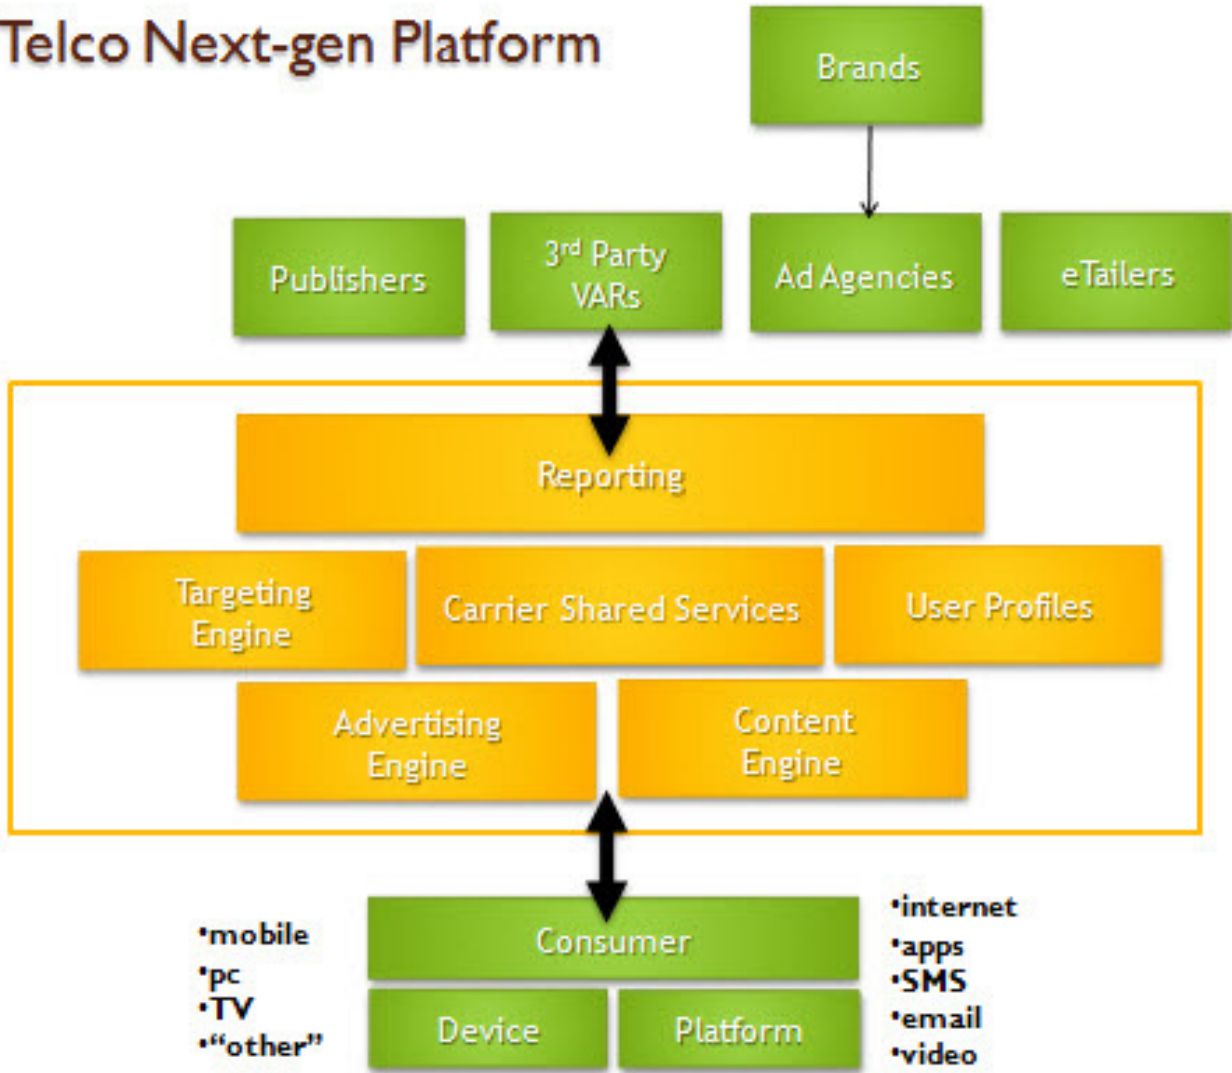 Telco Next-gen Platform
Brands
Publishers
3rd Party
VARs
Ad Agencies
eTailers
Reporting
Targeting
Engine
Carrier Shared Services
User Profiles
Advertising
Engine
Content
Engine
•mobile
•pc
•TV
•“other”
Consumer
Device
Platform
•internet
•apps
•SMS
•email
•video